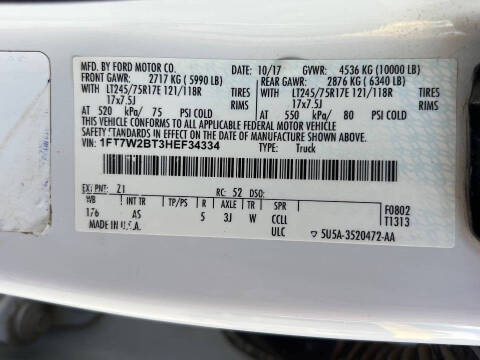 MFD. BY FORD MOTOR CO.
DATE: 10/17 GVWR: 4536 KG (10000 LB)
FRONT GAWR: 2717 KG ( 5990 LB) REAR GAWR: 2876 KG ( 6340 LB)
WITH LT245/75R17E 121/118R TIRES WITH LT245/75R17E 121/118R TIRES
17x7.5J RIMS 17x7.5J RIMS
AT 520 kPa/ 75 PSI COLD AT 550 kPa/ 80 PSI COLD
THIS VEHICLE CONFORMS TO ALL APPLICABLE FEDERAL MOTOR VEHICLE
SAFETY STANDARDS IN EFFECT ON THE DATE OF MANUFACTURE SHOWN ABOVE.
VIN: 1FT7W2BT3HEF34334 TYPE: Truck
EXT PNT: Z1 RC: 52 DSO:
WB INT TR TP/PS R AXLE TR SPR
176 AS 5 3J W CCLL F0802
MADE IN U.S.A. ULC T1313
5U5A-3520472-AA